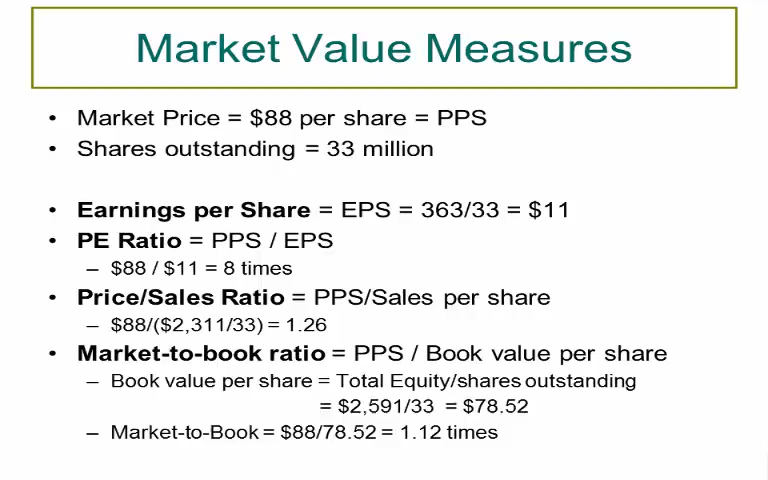 Market Value Measures
• Market Price = $88 per share = PPS
• Shares outstanding = 33 million
• Earnings per Share = EPS = 363/33 = $11
• PE Ratio = PPS / EPS
– $88 / $11 = 8 times
• Price/Sales Ratio = PPS/Sales per share
– $88/($2,311/33) = 1.26
• Market-to-book ratio = PPS / Book value per share
– Book value per share = Total Equity/shares outstanding
= $2,591/33 = $78.52
– Market-to-Book = $88/78.52 = 1.12 times